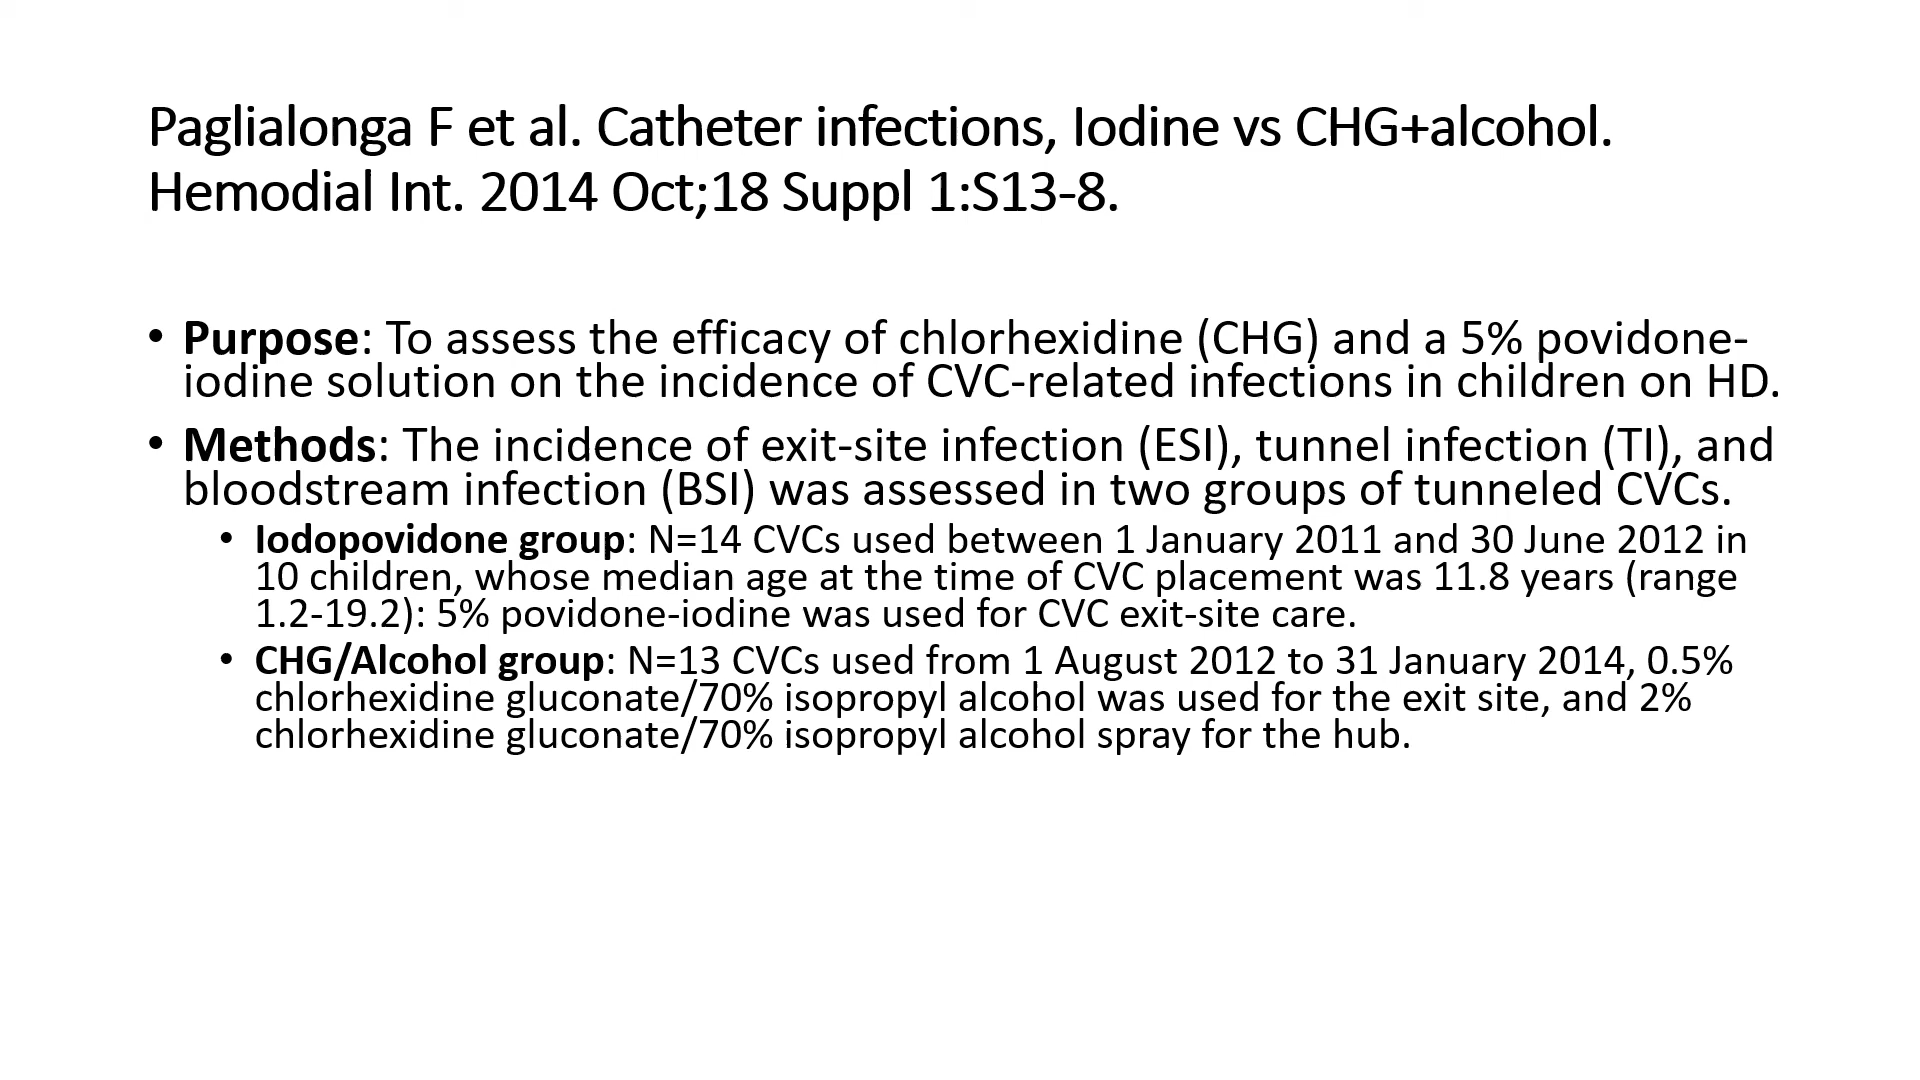 Paglialonga F et al. Catheter infections, Iodine vs CHG+alcohol.
Hemodial Int. 2014 Oct;18 Suppl 1:S13-8.
• Purpose: To assess the efficacy of chlorhexidine (CHG) and a 5% povidone-
iodine solution on the incidence of CVC-related infections in children on HD.
• Methods: The incidence of exit-site infection (ESI), tunnel infection (TI), and
bloodstream infection (BSI) was assessed in two groups of tunneled CVCs.
• Iodopovidone group: N=14 CVCs used between 1 January 2011 and 30 June 2012 in
10 children, whose median age at the time of CVC placement was 11.8 years (range
1.2-19.2): 5% povidone-iodine was used for CVC exit-site care.
• CHG/Alcohol group: N=13 CVCs used from 1 August 2012 to 31 January 2014, 0.5%
chlorhexidine gluconate/70% isopropyl alcohol was used for the exit site, and 2%
chlorhexidine gluconate/70% isopropyl alcohol spray for the hub.